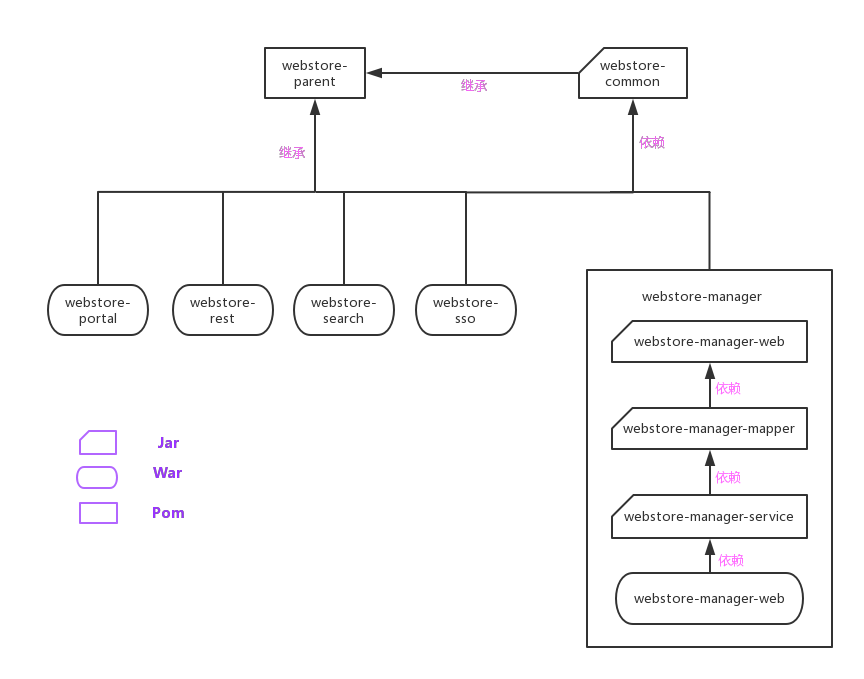 webstore-
parent
webstore-
common
继承
继承
依赖
webstore-
portal
webstore-
rest
webstore-
search
webstore-
sso
webstore-manager
webstore-manager-web
依赖
webstore-manager-mapper
依赖
webstore-manager-service
依赖
webstore-manager-web
Jar
War
Pom